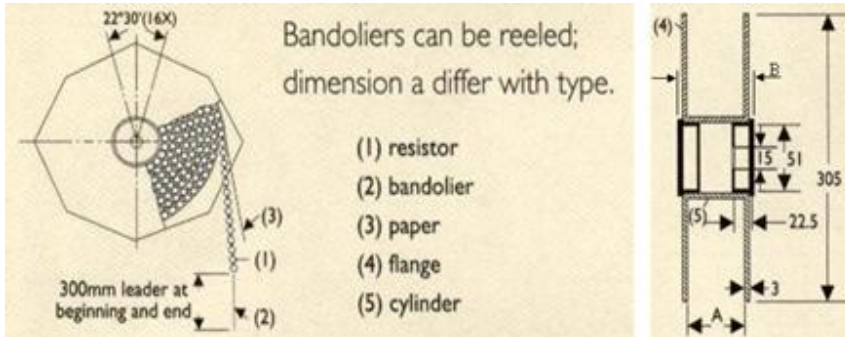 22°30'(16X)
Bandoliers can be reeled;
dimension a differ with type.
(1) resistor
(2) bandolier
(3) paper
(4) flange
(5) cylinder
(3)
(1)
300mm leader at
beginning and end
(2)
(4)
B
15
51
305
(5)
22.5
3
A